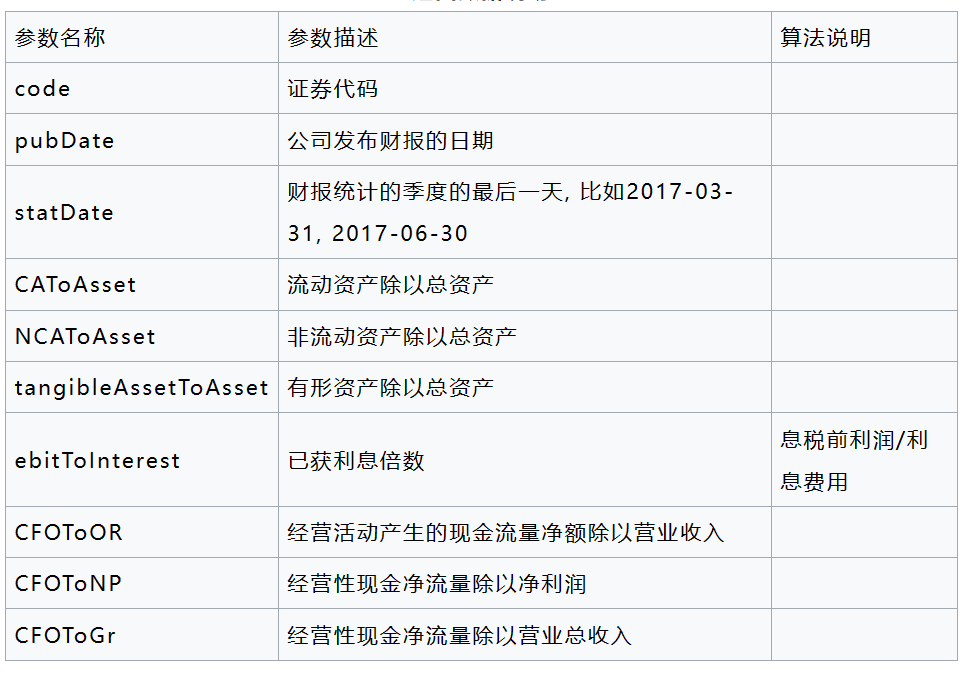 参数名称 参数描述 算法说明
code 证券代码
pubDate 公司发布财报的日期
statDate 财报统计的季度的最后一天, 比如2017-03-
31, 2017-06-30
CAToAsset 流动资产除以总资产
NCAToAsset 非流动资产除以总资产
tangibleAssetToAsset 有形资产除以总资产
ebitToInterest 已获利息倍数 息税前利润/利
息费用
CFOToOR 经营活动产生的现金流量净额除以营业收入
CFOToNP 经营性现金净流量除以净利润
CFOToGr 经营性现金净流量除以营业总收入